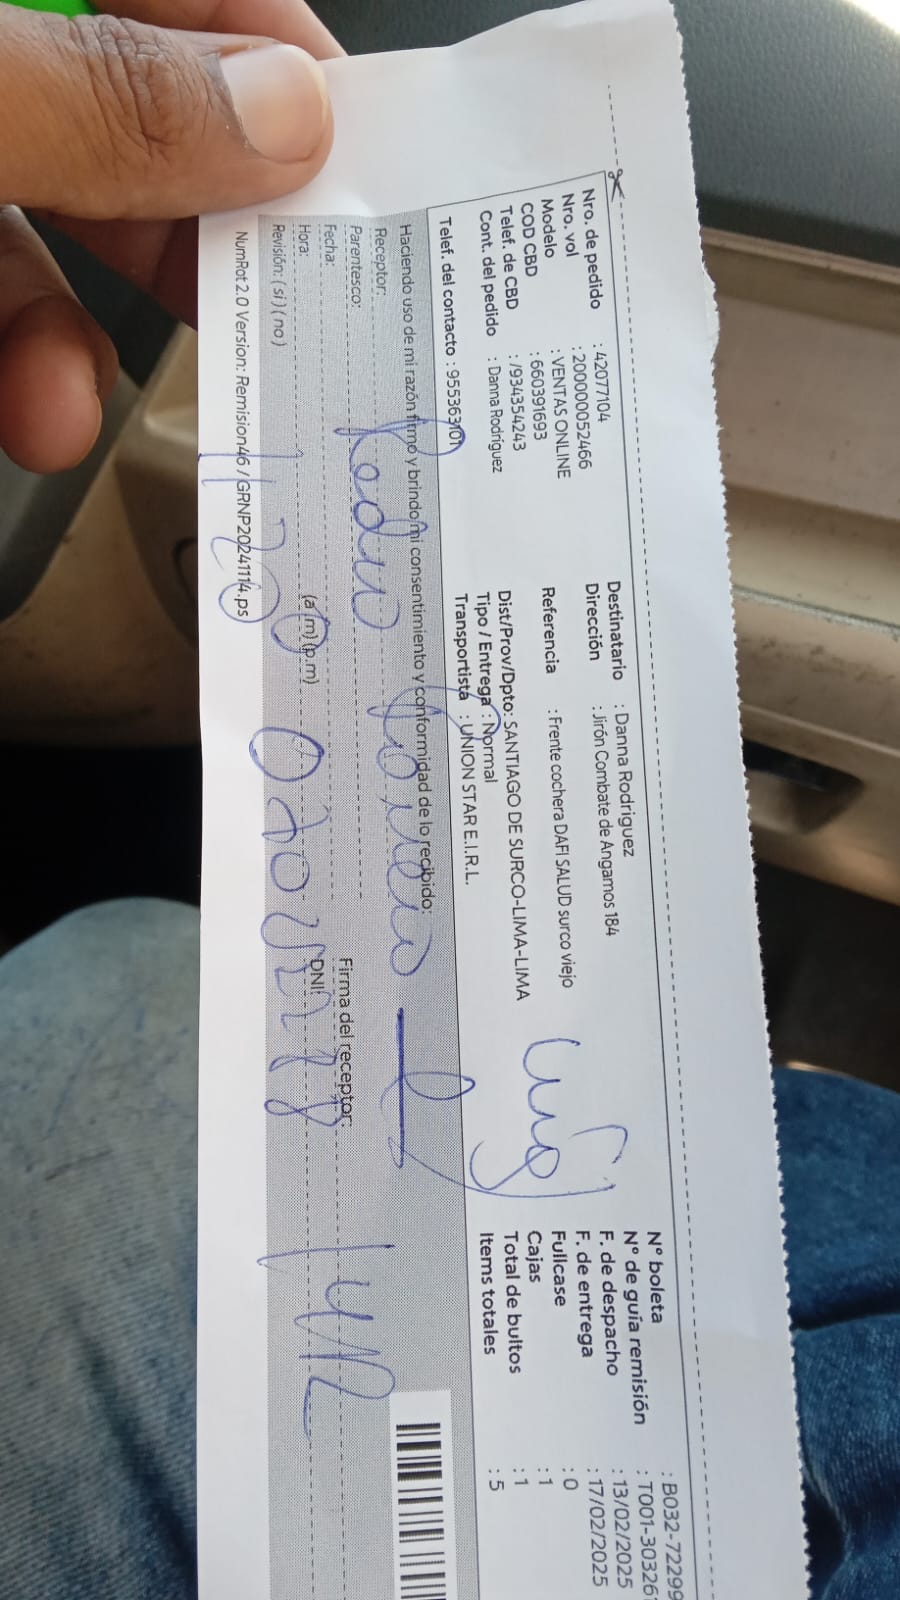 Nro. de pedido : 42077104
Nro. vol : 200000052466
Modelo : VENTAS ONLINE
COD CBD : 660391693
Telef. de CBD : /934354243
Cont. del pedido : Danna Rodriguez
Telef. del contacto : 955363101
Destinatario : Danna Rodriguez
Dirección : Jirón Combate de Angamos 184
Referencia : Frente cochera DAFI SALUD surco viejo
Dist/Prov/Dpto: SANTIAGO DE SURCO-LIMA-LIMA
Tipo / Entrega : Normal
Transportista : UNION STAR E.I.R.L.
N° boleta : B032-72299
N° de guía remisión : T001-303261
F. de despacho : 13/02/2025
F. de entrega : 17/02/2025
Fullcase : 0
Cajas : 1
Total de bultos : 1
Items totales : 5
Haciendo uso de mi razón firmo y brindo mi consentimiento y conformidad de lo recibido:
Receptor:
Parentesco:
Fecha:
Hora: (a.m)(p.m)
Revisión: (si) (no)
Firma del receptor:
DNI:
NumRot2.0 Version: Remision46 / GRNP20241114.ps